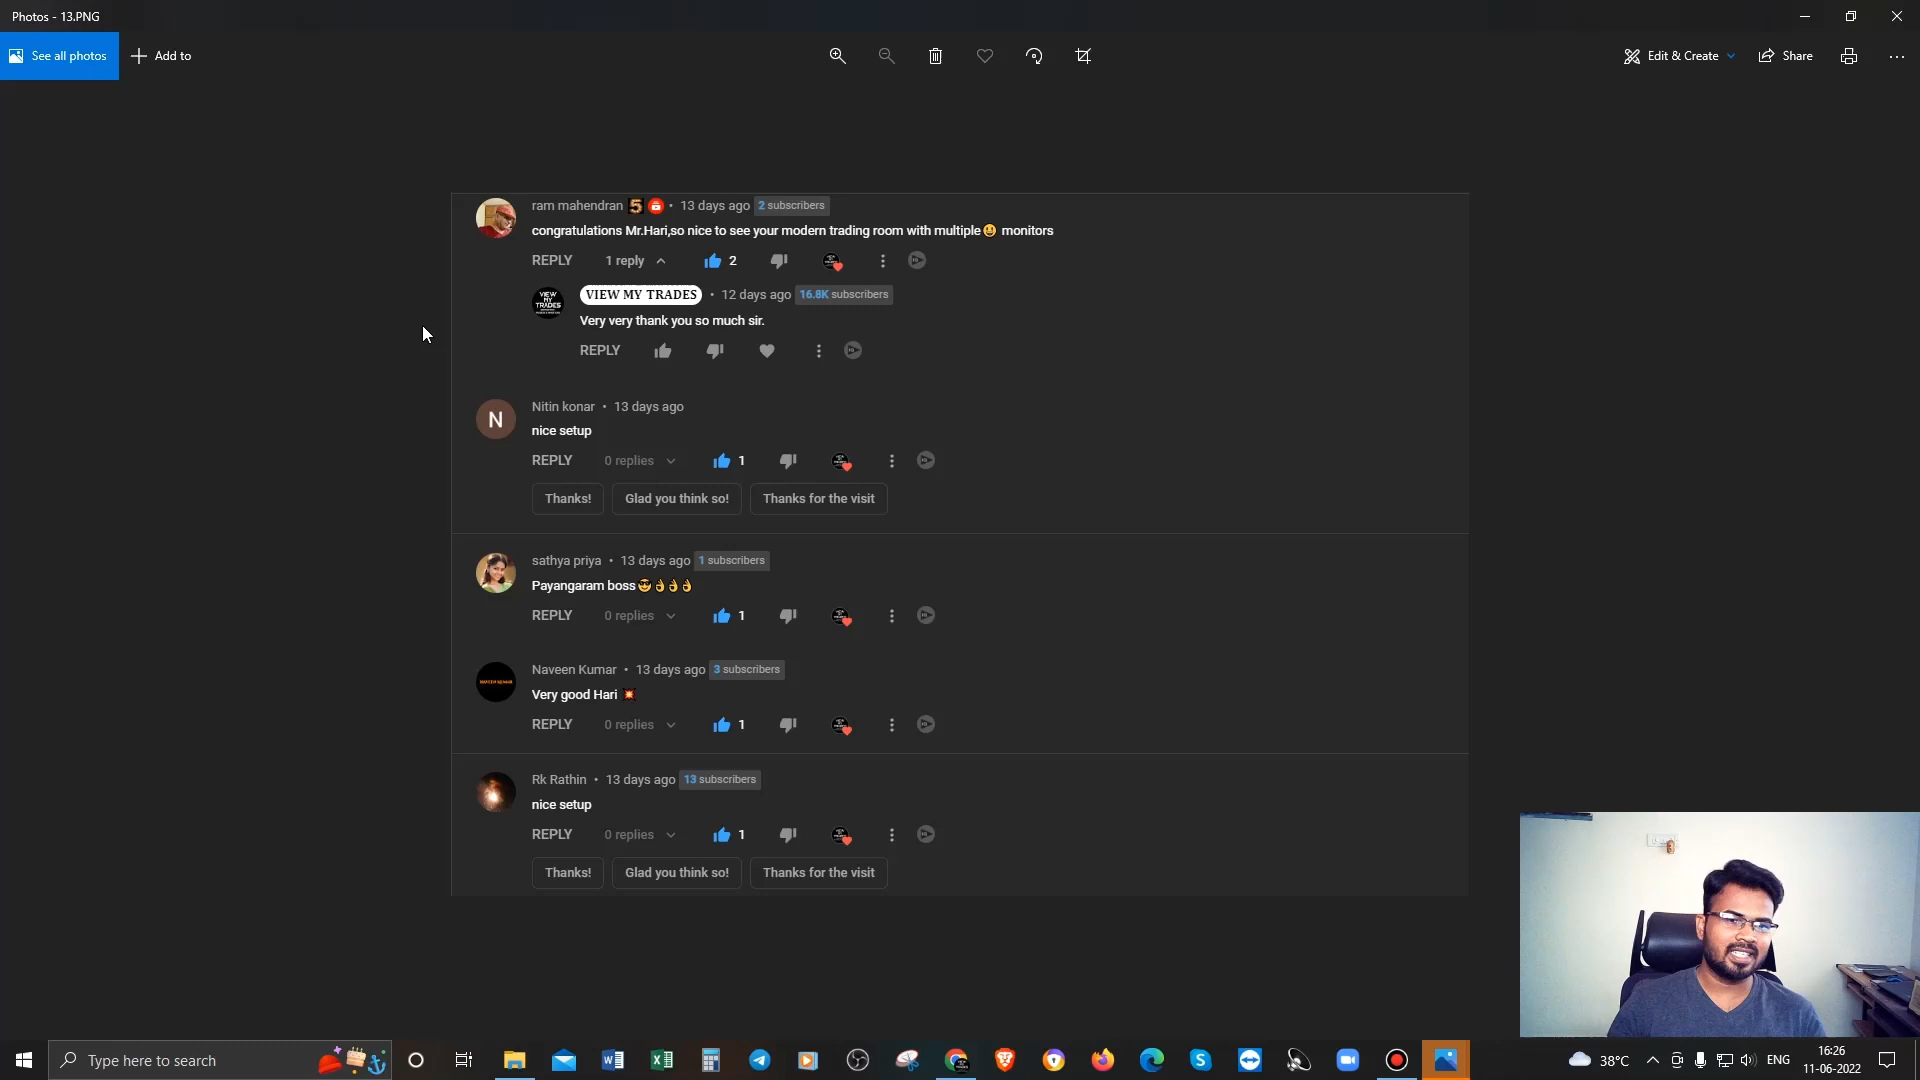 Photos - 13.PNG
See all photos
Add to
Edit & Create
Share
ram mahendran 5 • 13 days ago 2 subscribers
congratulations Mr.Hari,so nice to see your modern trading room with multiple😃 monitors
REPLY 1 reply 2
VIEW MY TRADES
VIEW MY TRADES • 12 days ago 16.8K subscribers
Very very thank you so much sir.
REPLY
N
Nitin konar • 13 days ago
nice setup
REPLY 0 replies 1
Thanks! Glad you think so! Thanks for the visit
sathya priya • 13 days ago 1 subscribers
Payangaram boss😎👌👌👌
REPLY 0 replies 1
Naveen Kumar • 13 days ago 3 subscribers
Very good Hari 💥
REPLY 0 replies 1
Rk Rathin • 13 days ago 13 subscribers
nice setup
REPLY 0 replies 1
Thanks! Glad you think so! Thanks for the visit
Type here to search
38°C
ENG
16:26
11-06-2022